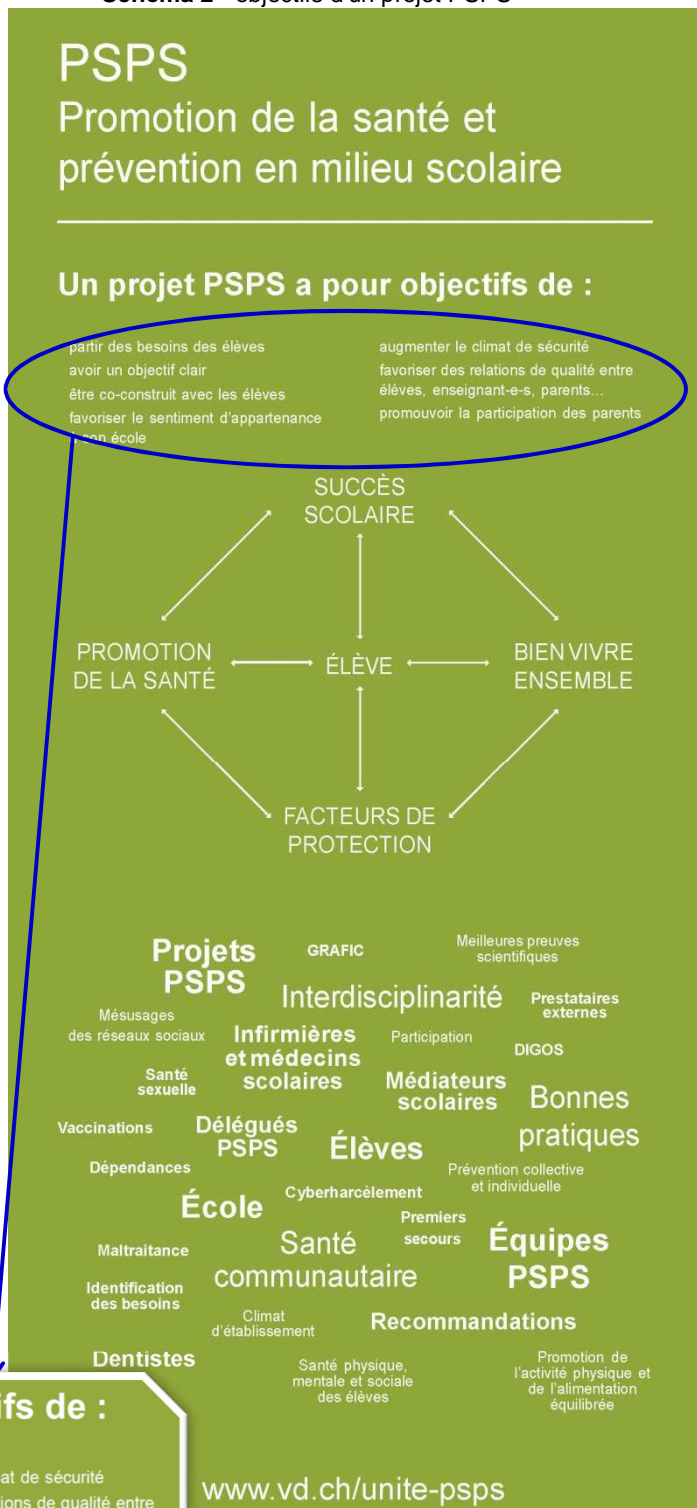 PSPS
Promotion de la santé et
prévention en milieu scolaire
Un projet PSPS a pour objectifs de :
partir des besoins des élèves
avoir un objectif clair
être co-construit avec les élèves
favoriser le sentiment d'appartenance
à son école
augmenter le climat de sécurité
favoriser des relations de qualité entre
élèves, enseignant-e-s, parents...
promouvoir la participation des parents
SUCCÈS
SCOLAIRE
PROMOTION
DE LA SANTÉ
ÉLÈVE
BIEN VIVRE
ENSEMBLE
FACTEURS DE
PROTECTION
Projets
PSPS
GRAFIC
Meilleures preuves
scientifiques
Interdisciplinarité
Prestataires
externes
Mésusages
des réseaux sociaux
Infirmières
et médecins
scolaires
Participation
DIGOS
Santé
sexuelle
Médiateurs
scolaires
Bonnes
pratiques
Vaccinations
Délégués
PSPS
Élèves
Dépendances
Prévention collective
et individuelle
École
Cyberharcèlement
Premiers
secours
Équipes
PSPS
Maltraitance
Santé
communautaire
Identification
des besoins
Climat
d'établissement
Recommandations
Dentistes
Santé physique,
mentale et sociale
des élèves
Promotion de
l'activité physique et
de l'alimentation
équilibrée
ifs de :
at de sécurité
ions de qualité entre
www.vd.ch/unite-psps